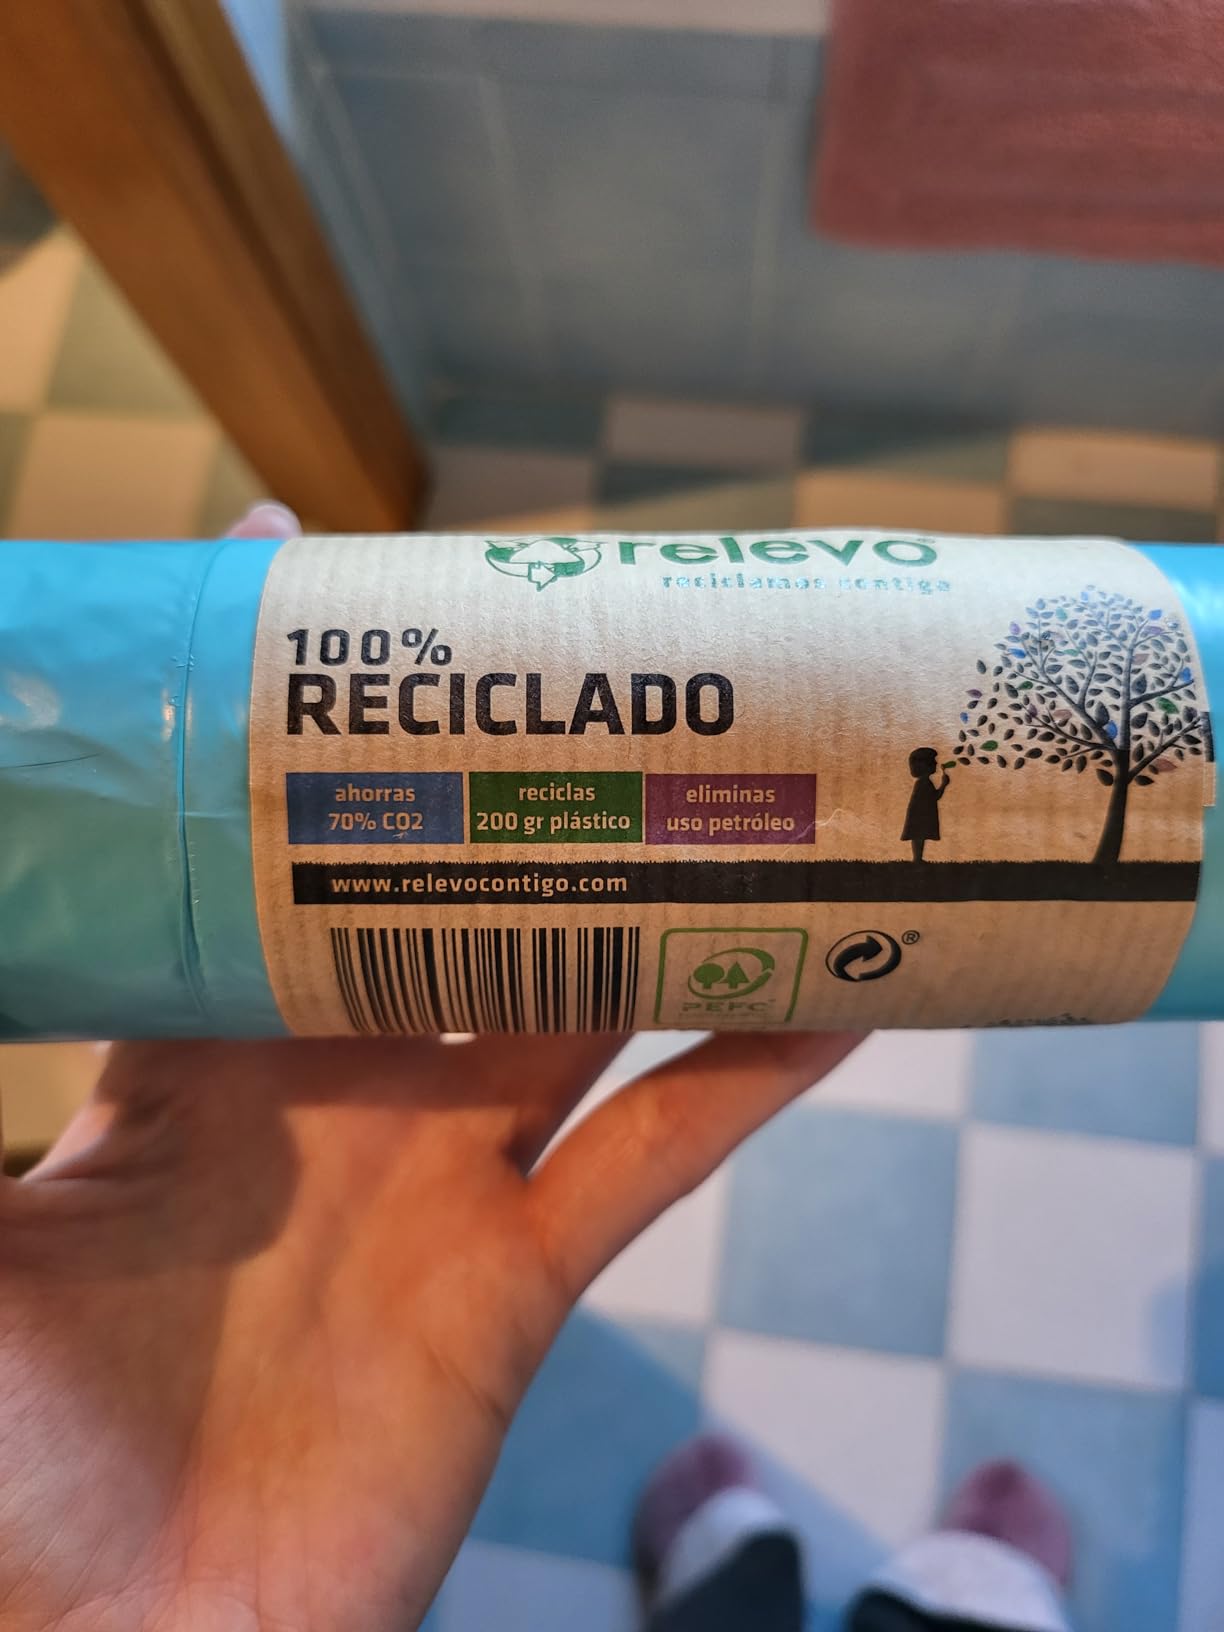 relevo®
reciclamos contigo
100%
RECICLADO
ahorras
70% CO2
reciclas
200 gr plástico
eliminas
uso petróleo
www.relevocontigo.com
PEFC
®